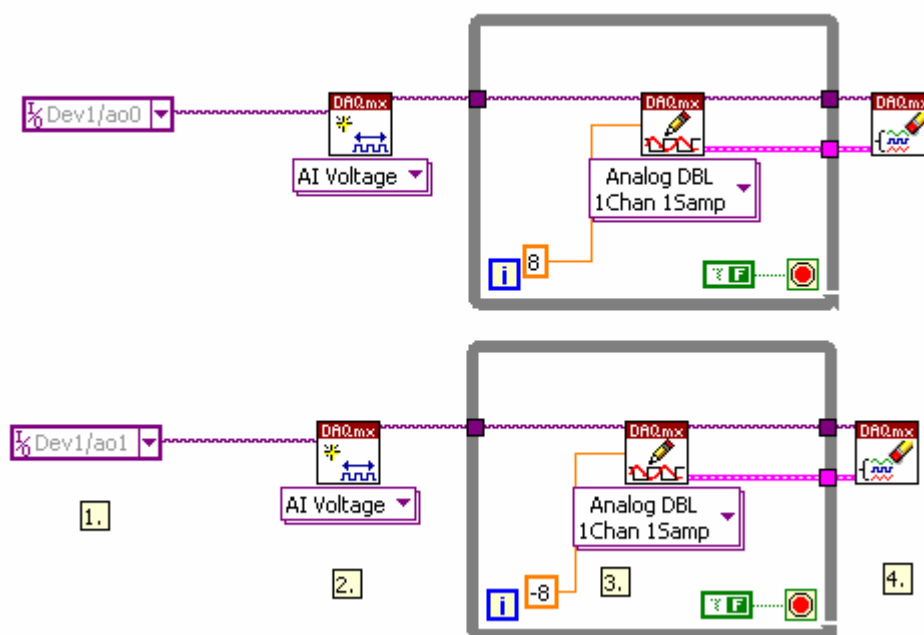 DAQmx
DAQmx
DAQmx
I/O Dev1/ao0
AI Voltage
Analog DBL
1Chan 1Samp
i
8
F
DAQmx
DAQmx
DAQmx
I/O Dev1/ao1
AI Voltage
Analog DBL
1Chan 1Samp
1.
2.
i
-8
3.
F
4.